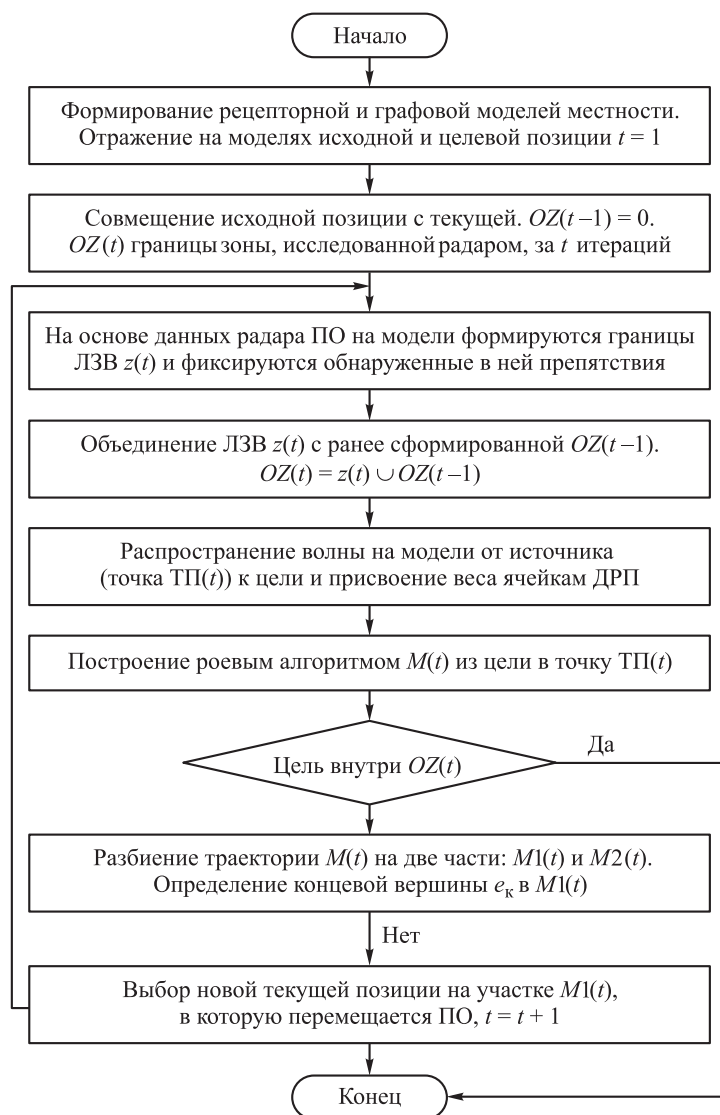 Начало
Формирование рецепторной и графовой моделей местности.
Отражение на моделях исходной и целевой позиции t = 1
Совмещение исходной позиции с текущей. OZ(t–1) = 0.
OZ(t) границы зоны, исследованной радаром, за t итераций
На основе данных радара ПО на модели формируются границы
ЛЗВ z(t) и фиксируются обнаруженные в ней препятствия
Объединение ЛЗВ z(t) с ранее сформированной OZ(t–1).
OZ(t) = z(t) ∪ OZ(t–1)
Распространение волны на модели от источника
(точка ТП(t)) к цели и присвоение веса ячейкам ДРП
Построение роевым алгоритмом M(t) из цели в точку ТП(t)
Да
Цель внутри OZ(t)
Разбиение траектории M(t) на две части: M1(t) и M2(t).
Определение концевой вершины eк в M1(t)
Нет
Выбор новой текущей позиции на участке M1(t),
в которую перемещается ПО, t = t + 1
Конец